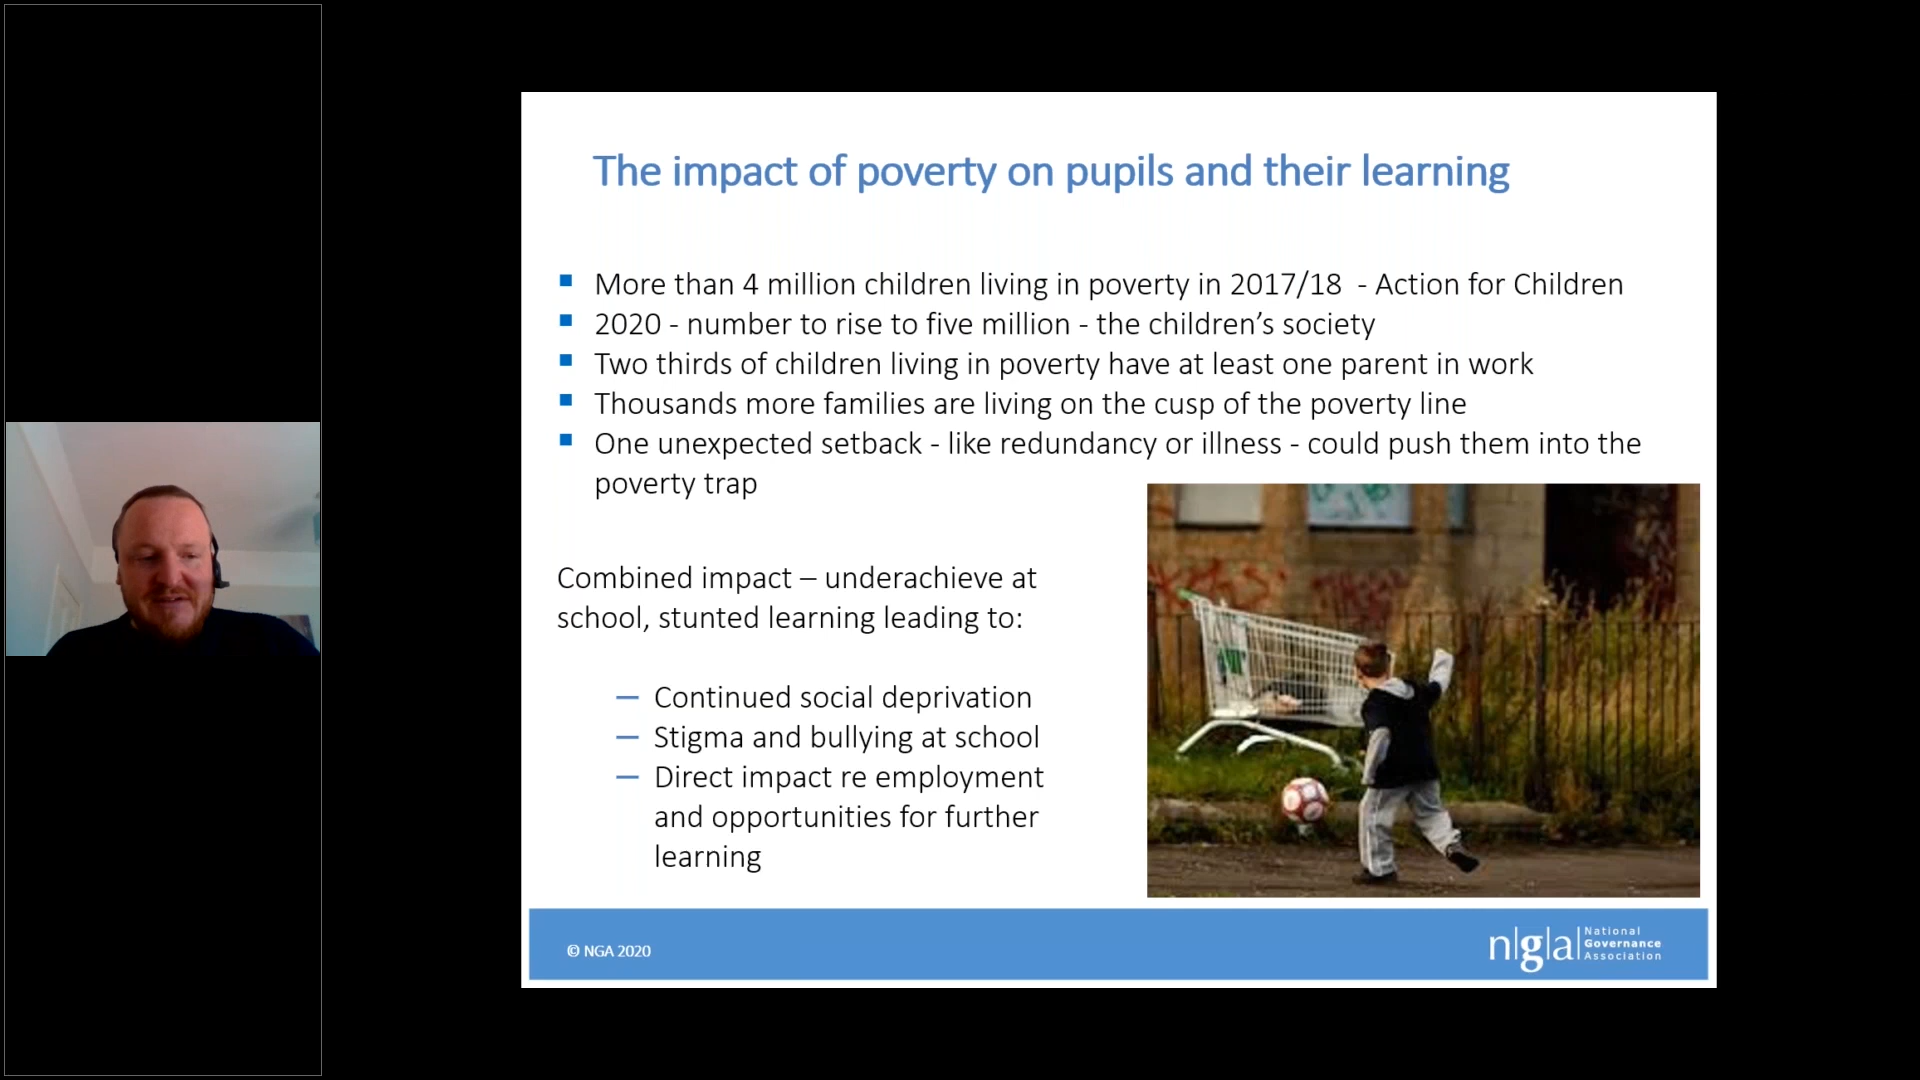 The impact of poverty on pupils and their learning
More than 4 million children living in poverty in 2017/18 - Action for Children
2020 - number to rise to five million - the children’s society
Two thirds of children living in poverty have at least one parent in work
Thousands more families are living on the cusp of the poverty line
One unexpected setback - like redundancy or illness - could push them into the
poverty trap
Combined impact – underachieve at
school, stunted learning leading to:
— Continued social deprivation
— Stigma and bullying at school
— Direct impact re employment
and opportunities for further
learning
© NGA 2020
n|g|a|
National
Governance
Association